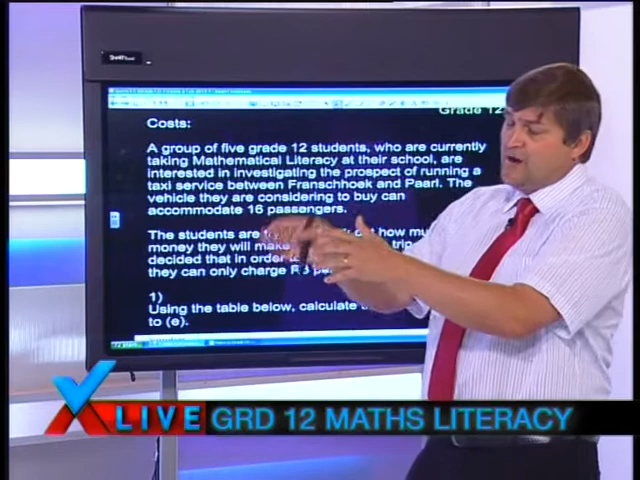 Grade 12
Costs:
A group of five grade 12 students, who are currently
taking Mathematical Literacy at their school, are
interested in investigating the prospect of running a
taxi service between Franschhoek and Paarl. The
vehicle they are considering to buy can
accommodate 16 passengers.
The students are out how
money they will trip
decided that in order
they can only charge
1)
Using the table below, calculate
to (e).
X LIVE GRD 12 MATHS LITERACY